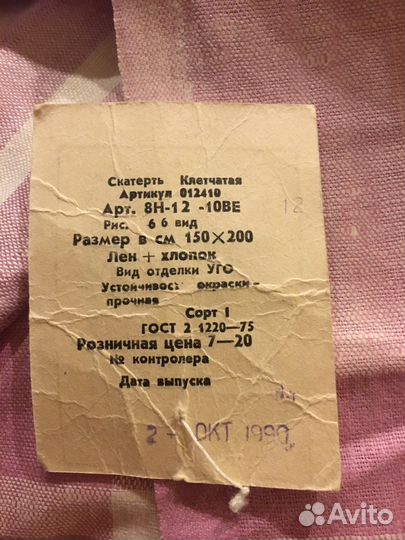 Скатерть Клетчатая
Артикул 012410
Арт. 8Н-12 -10ВЕ 12
Рис. 6 6 вид
Размер в см 150×200
Лен + хлопок
Вид отделки УГО
Устойчивость окраски-
прочная
Сорт 1
ГОСТ 2 1220—75
Розничная цена 7—20
№ контролера
Дата выпуска
2 - ОКТ 1990
Avito